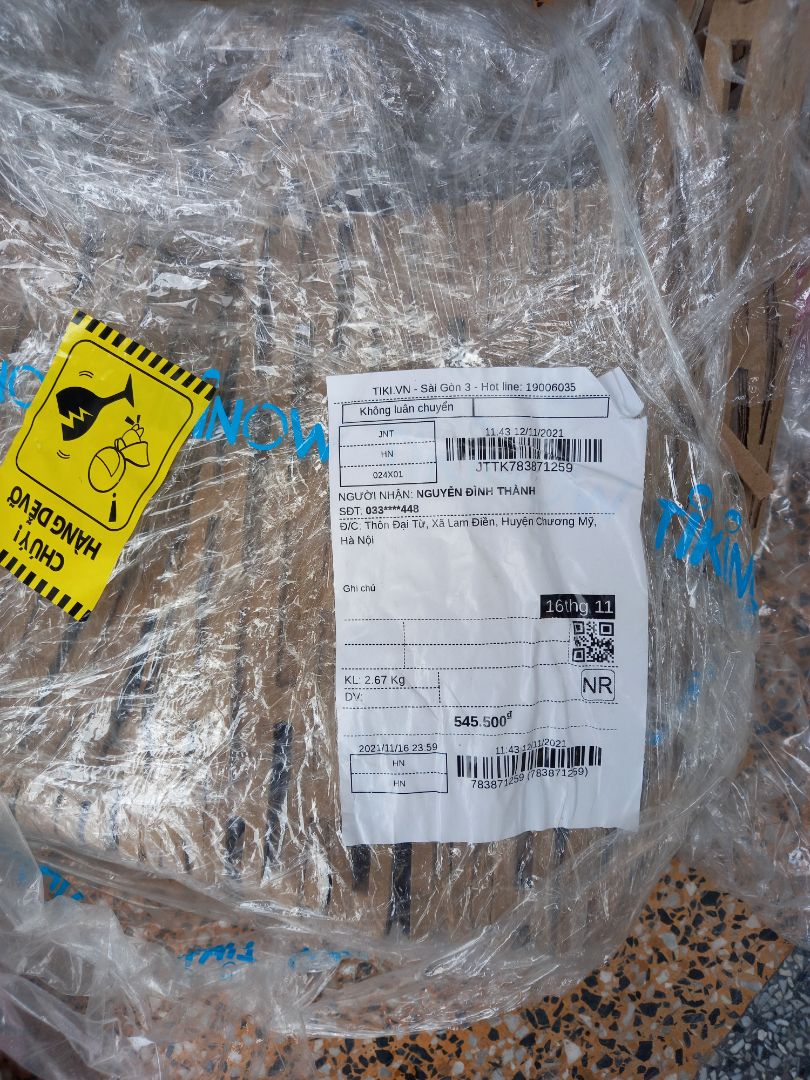 TIKI.VN - Sài Gòn 3 - Hot line: 19006035
Không luân chuyển
JNT
HN
024X01
11:43 12/11/2021
JTTK783871259
NGƯỜI NHẬN: NGUYỄN ĐÌNH THÀNH
SĐT: 033****448
Đ/C: Thôn Đại Từ, Xã Lam Điền, Huyện Chương Mỹ,
Hà Nội
Ghi chú
16thg 11
KL: 2.67 Kg
DV:
NR
545.500đ
2021/11/16 23:59
HN
HN
11:43 12/11/2021
783871259 (783871259)
CHÚ Ý!
HÀNG DỄ VỠ